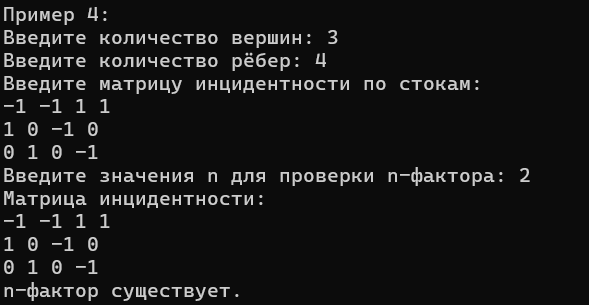 Пример 4:
Введите количество вершин: 3
Введите количество рёбер: 4
Введите матрицу инцидентности по стокам:
-1 -1 1 1
1 0 -1 0
0 1 0 -1
Введите значения n для проверки n-фактора: 2
Матрица инцидентности:
-1 -1 1 1
1 0 -1 0
0 1 0 -1
n-фактор существует.